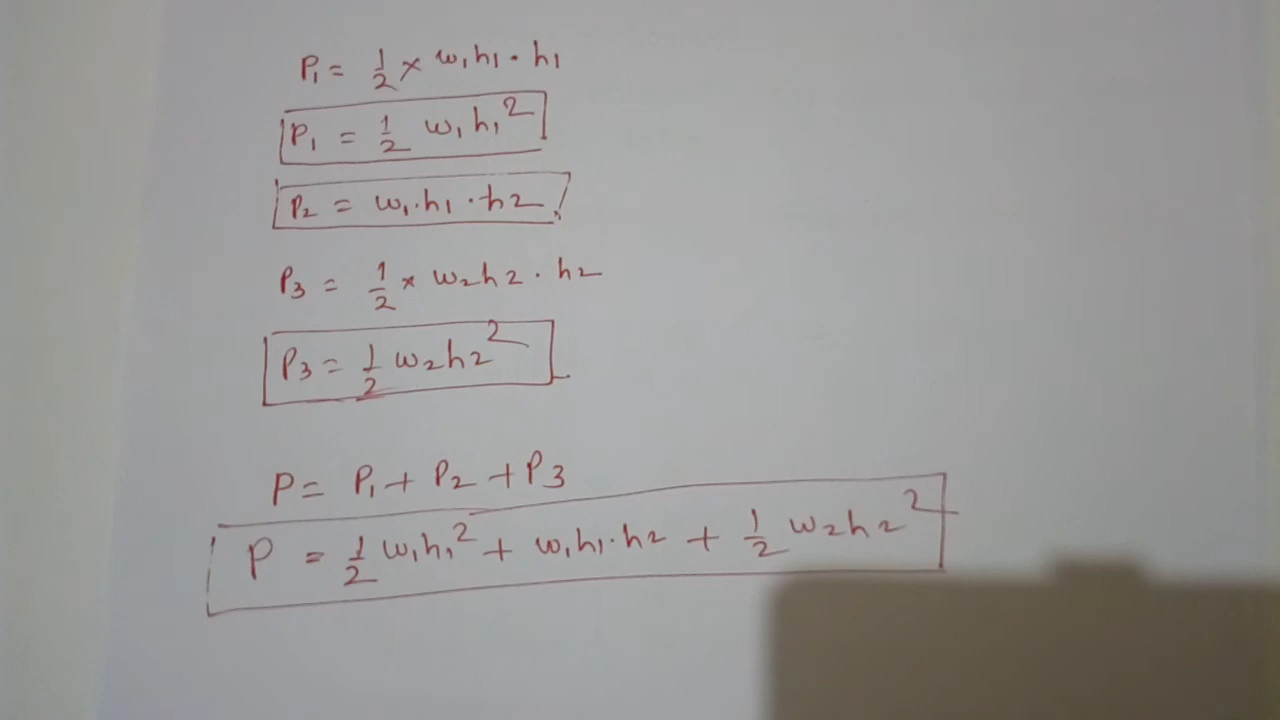 P₁ = 1/2 × w₁h₁ · h₁
P₁ = 1/2 w₁h₁²
P₂ = w₁·h₁·h2
P3 = 1/2 × w₂h2 · h2
P3 = 1/2 w₂h2²
P = P₁ + P₂ + P3
P = 1/2 w₁h₁² + w₁h₁·h2 + 1/2 w2h2²